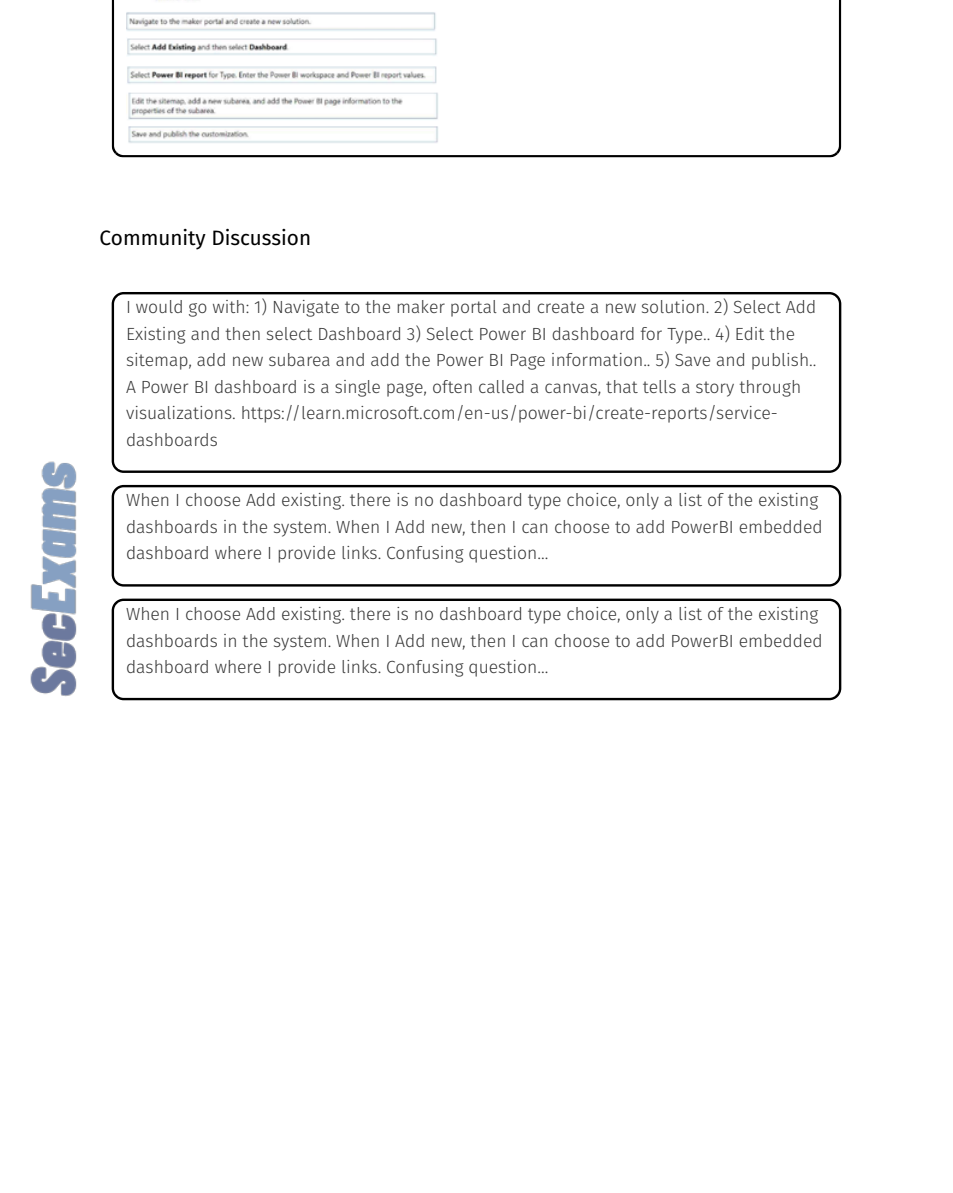 Navigate to the maker portal and create a new solution.
Select Add Existing and then select Dashboard.
Select Power BI report for Type. Enter the Power BI workspace and Power BI report values.
Edit the sitemap, add a new subarea, and add the Power BI page information to the
properties of the subarea.
Save and publish the customization.
Community Discussion
I would go with: 1) Navigate to the maker portal and create a new solution. 2) Select Add
Existing and then select Dashboard 3) Select Power BI dashboard for Type.. 4) Edit the
sitemap, add new subarea and add the Power BI Page information.. 5) Save and publish..
A Power BI dashboard is a single page, often called a canvas, that tells a story through
visualizations. https://learn.microsoft.com/en-us/power-bi/create-reports/service-
dashboards
When I choose Add existing. there is no dashboard type choice, only a list of the existing
dashboards in the system. When I Add new, then I can choose to add PowerBI embedded
dashboard where I provide links. Confusing question...
When I choose Add existing. there is no dashboard type choice, only a list of the existing
dashboards in the system. When I Add new, then I can choose to add PowerBI embedded
dashboard where I provide links. Confusing question...
SecExams